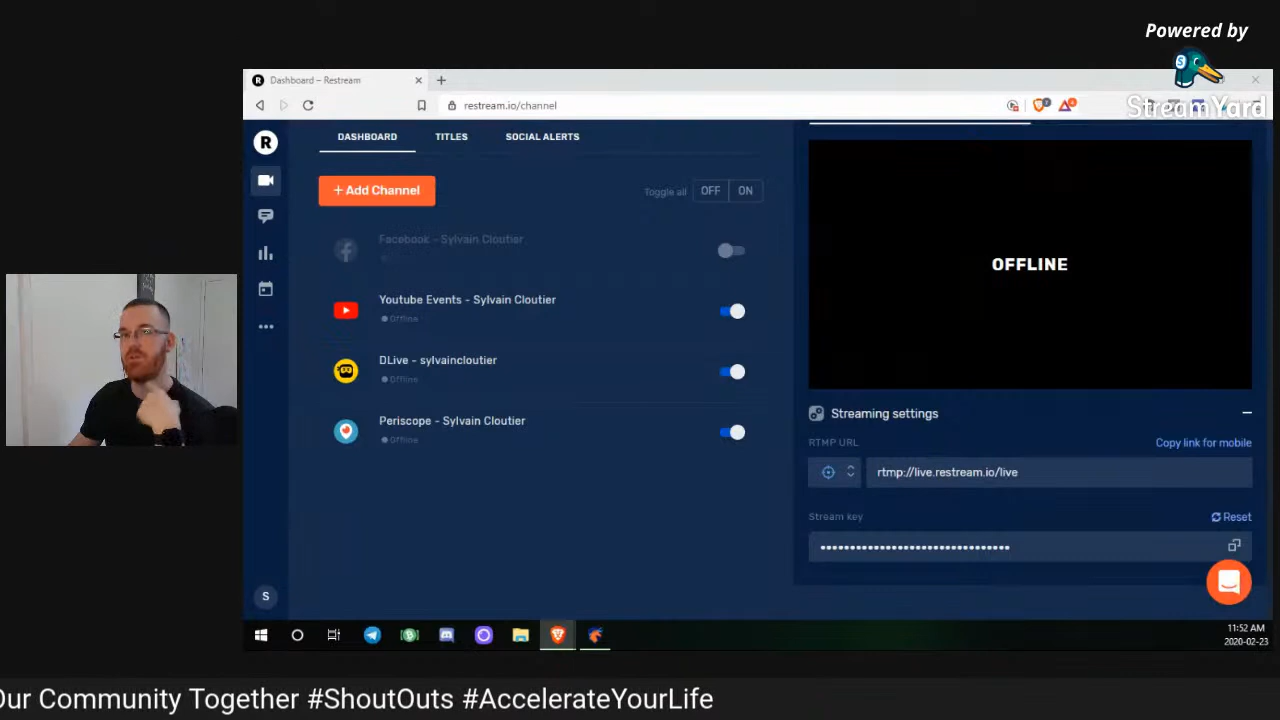 Powered by
StreamYard
Dashboard – Restream
restream.io/channel
DASHBOARD
TITLES
SOCIAL ALERTS
+ Add Channel
Toggle all
OFF
ON
Facebook - Sylvain Cloutier
Youtube Events - Sylvain Cloutier
Offline
DLive - sylvaincloutier
Offline
Periscope - Sylvain Cloutier
Offline
OFFLINE
Streaming settings
RTMP URL
Copy link for mobile
rtmp://live.restream.io/live
Stream key
Reset
S
11:52 AM
2020-02-23
Our Community Together #ShoutOuts #AccelerateYourLife